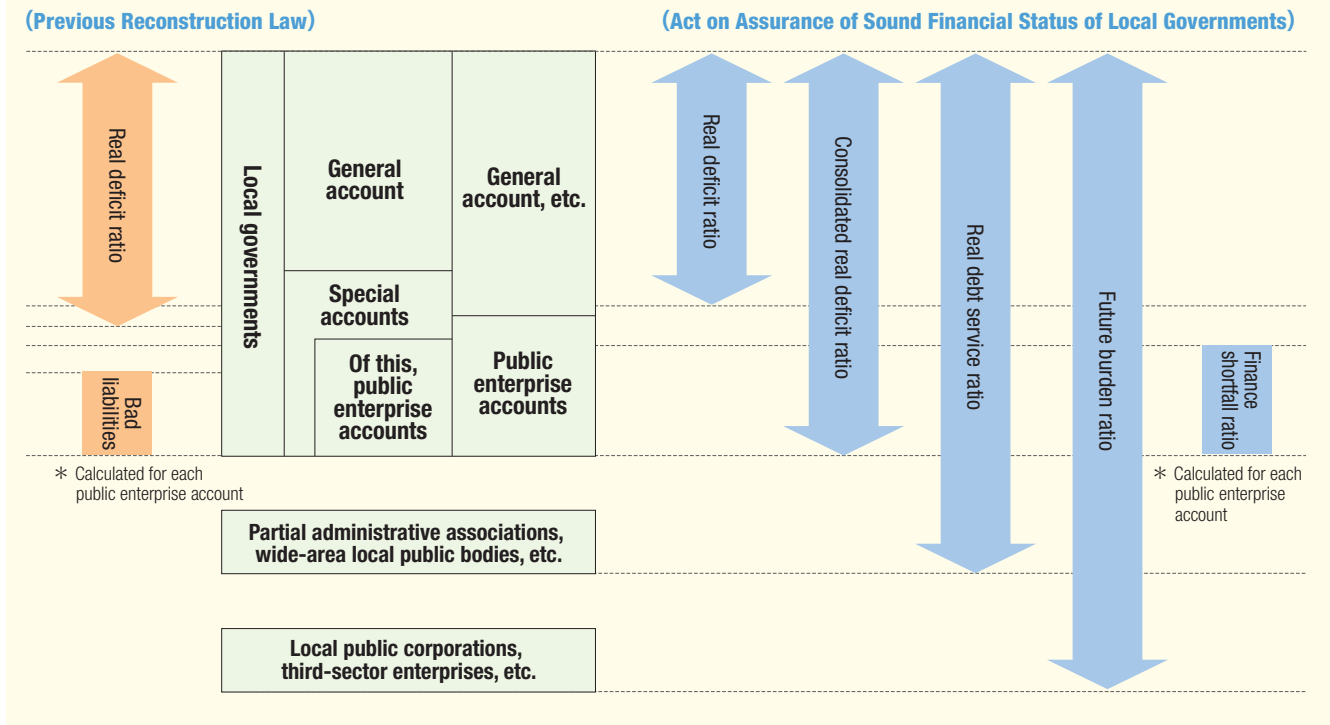 (Previous Reconstruction Law)
(Act on Assurance of Sound Financial Status of Local Governments)
Real deficit ratio
Bad
liabilities
＊ Calculated for each
public enterprise account
Local governments
General
account
General
account, etc.
Special
accounts
Of this,
public
enterprise
accounts
Public
enterprise
accounts
Partial administrative associations,
wide-area local public bodies, etc.
Local public corporations,
third-sector enterprises, etc.
Real deficit ratio
Consolidated real deficit ratio
Real debt service ratio
Future burden ratio
Finance
shortfall ratio
＊ Calculated for each
public enterprise
account